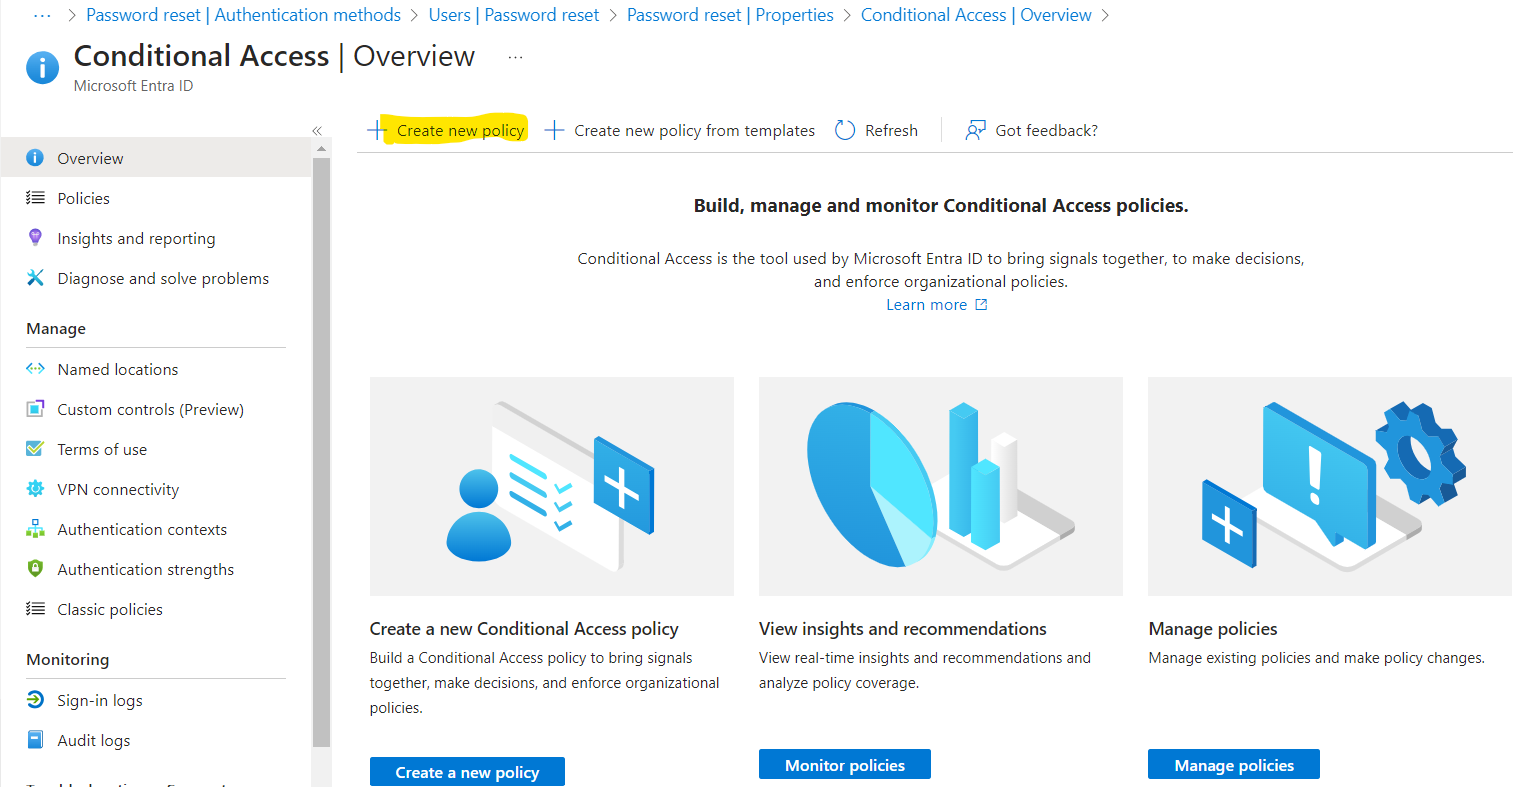 ··· > Password reset | Authentication methods > Users | Password reset > Password reset | Properties > Conditional Access | Overview >
Conditional Access | Overview ···
Microsoft Entra ID
Create new policy Create new policy from templates Refresh Got feedback?
Overview
Policies
Insights and reporting
Diagnose and solve problems
Manage
Named locations
Custom controls (Preview)
Terms of use
VPN connectivity
Authentication contexts
Authentication strengths
Classic policies
Monitoring
Sign-in logs
Audit logs
Build, manage and monitor Conditional Access policies.
Conditional Access is the tool used by Microsoft Entra ID to bring signals together, to make decisions,
and enforce organizational policies.
Learn more
Create a new Conditional Access policy
Build a Conditional Access policy to bring signals
together, make decisions, and enforce organizational
policies.
Create a new policy
View insights and recommendations
View real-time insights and recommendations and
analyze policy coverage.
Monitor policies
Manage policies
Manage existing policies and make policy changes.
Manage policies